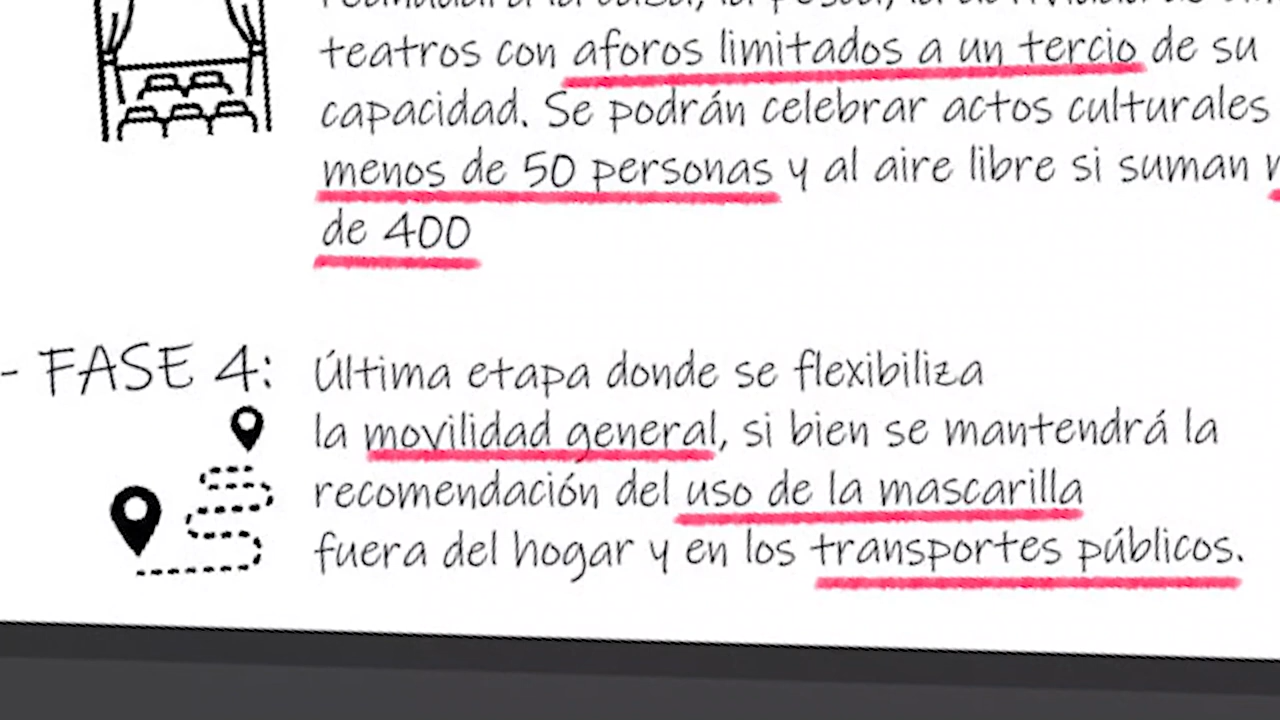 teatros con aforos limitados a un tercio de su
capacidad. Se podrán celebrar actos culturales
menos de 50 personas y al aire libre si suman
de 400
- FASE 4: Última etapa donde se flexibiliza
la movilidad general, si bien se mantendrá la
recomendación del uso de la mascarilla
fuera del hogar y en los transportes públicos.